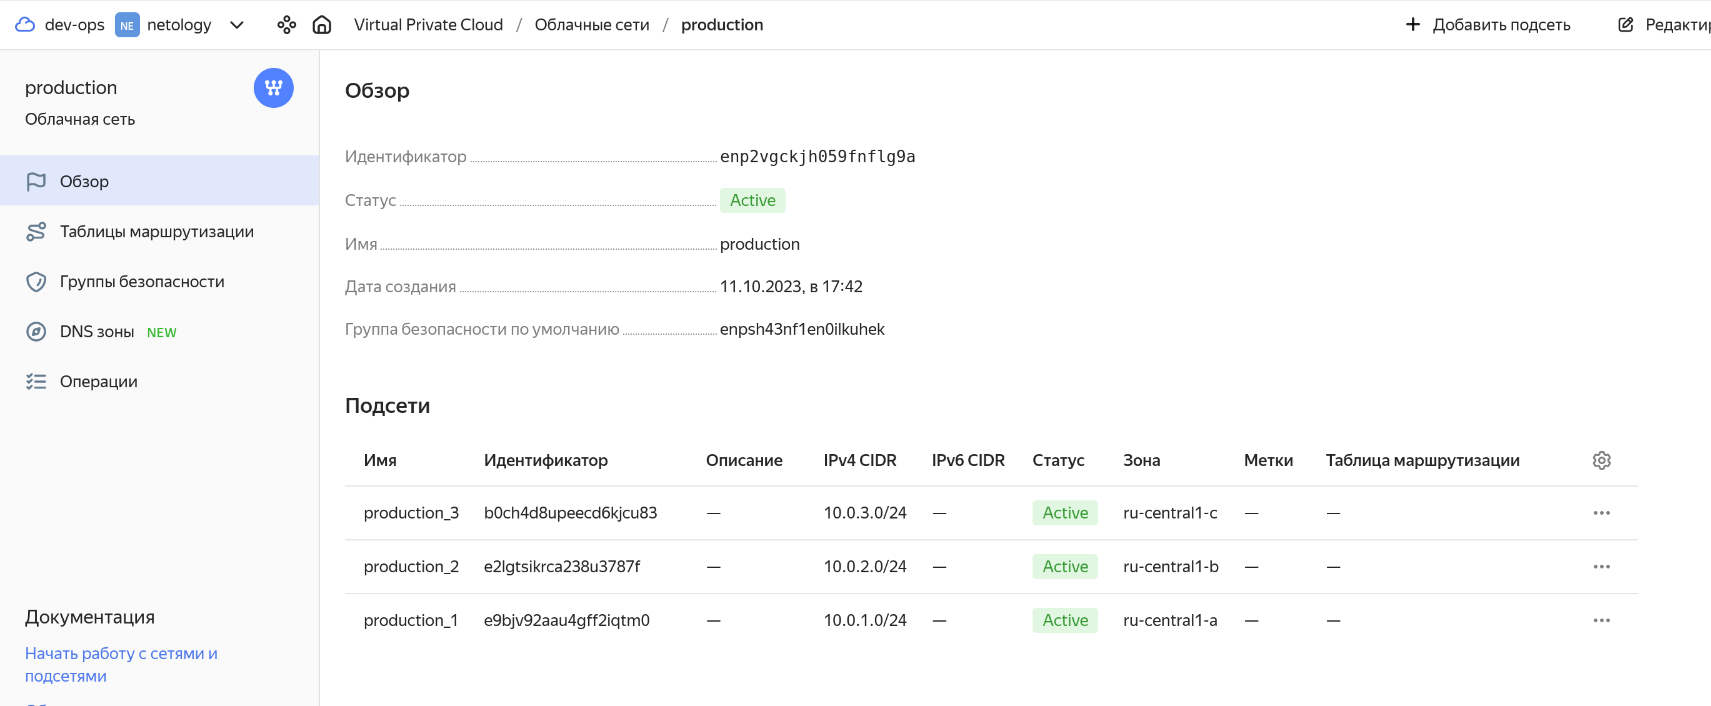 dev-ops NE netology Virtual Private Cloud / Облачные сети / production + Добавить подсеть
production
Облачная сеть
Обзор
Таблицы маршрутизации
Группы безопасности
DNS зоны NEW
Операции
Документация
Начать работу с сетями и
подсетями
Обзор
Идентификатор enp2vgckjh059fnflg9a
Статус Active
Имя production
Дата создания 11.10.2023, в 17:42
Группа безопасности по умолчанию enpsh43nf1en0ilkuhek
Подсети
Имя Идентификатор Описание IPv4 CIDR IPv6 CIDR Статус Зона Метки Таблица маршрутизации
production_3 b0ch4d8upeecd6kjcu83 — 10.0.3.0/24 — Active ru-central1-c — —
production_2 e2lgtsikrca238u3787f — 10.0.2.0/24 — Active ru-central1-b — —
production_1 e9bjv92aau4gff2iqtm0 — 10.0.1.0/24 — Active ru-central1-a — —